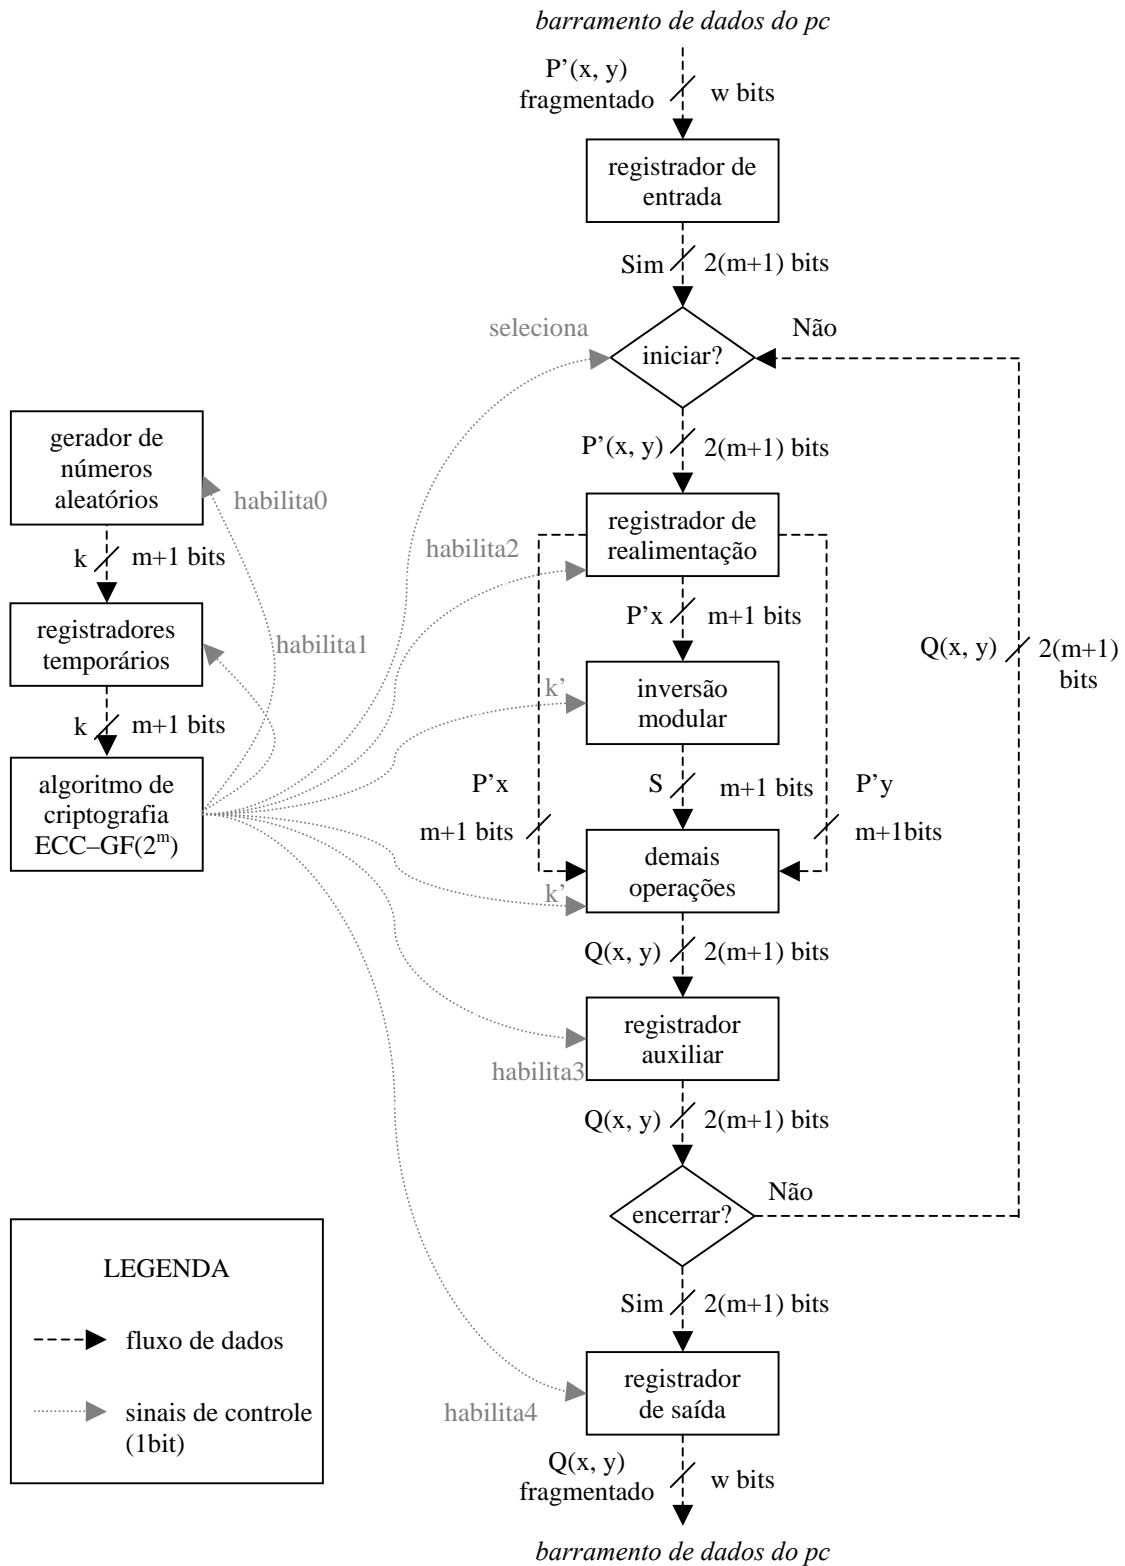 barramento de dados do pc
P'(x, y)
fragmentado
w bits
registrador de
entrada
Sim
2(m+1) bits
seleciona
iniciar?
Não
P'(x, y)
2(m+1) bits
gerador de
números
aleatórios
habilita0
k
m+1 bits
registradores
temporários
habilita1
k
m+1 bits
algoritmo de
criptografia
ECC–GF(2^m)
habilita2
registrador de
realimentação
P'x
m+1 bits
k'
inversão
modular
Q(x, y)
2(m+1)
bits
P'x
m+1 bits
S
m+1 bits
P'y
m+1bits
k'
demais
operações
Q(x, y)
2(m+1) bits
registrador
auxiliar
habilita3
Q(x, y)
2(m+1) bits
encerrar?
Não
Sim
2(m+1) bits
registrador
de saída
habilita4
Q(x, y)
fragmentado
w bits
barramento de dados do pc
LEGENDA
fluxo de dados
sinais de controle
(1bit)